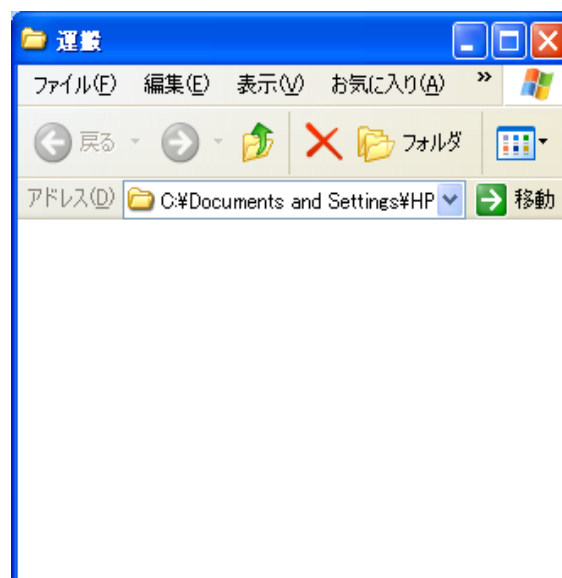 運搬
ファイル(F) 編集(E) 表示(V) お気に入り(A) »
戻る フォルダ
アドレス(D) C:¥Documents and Settings¥HP 移動